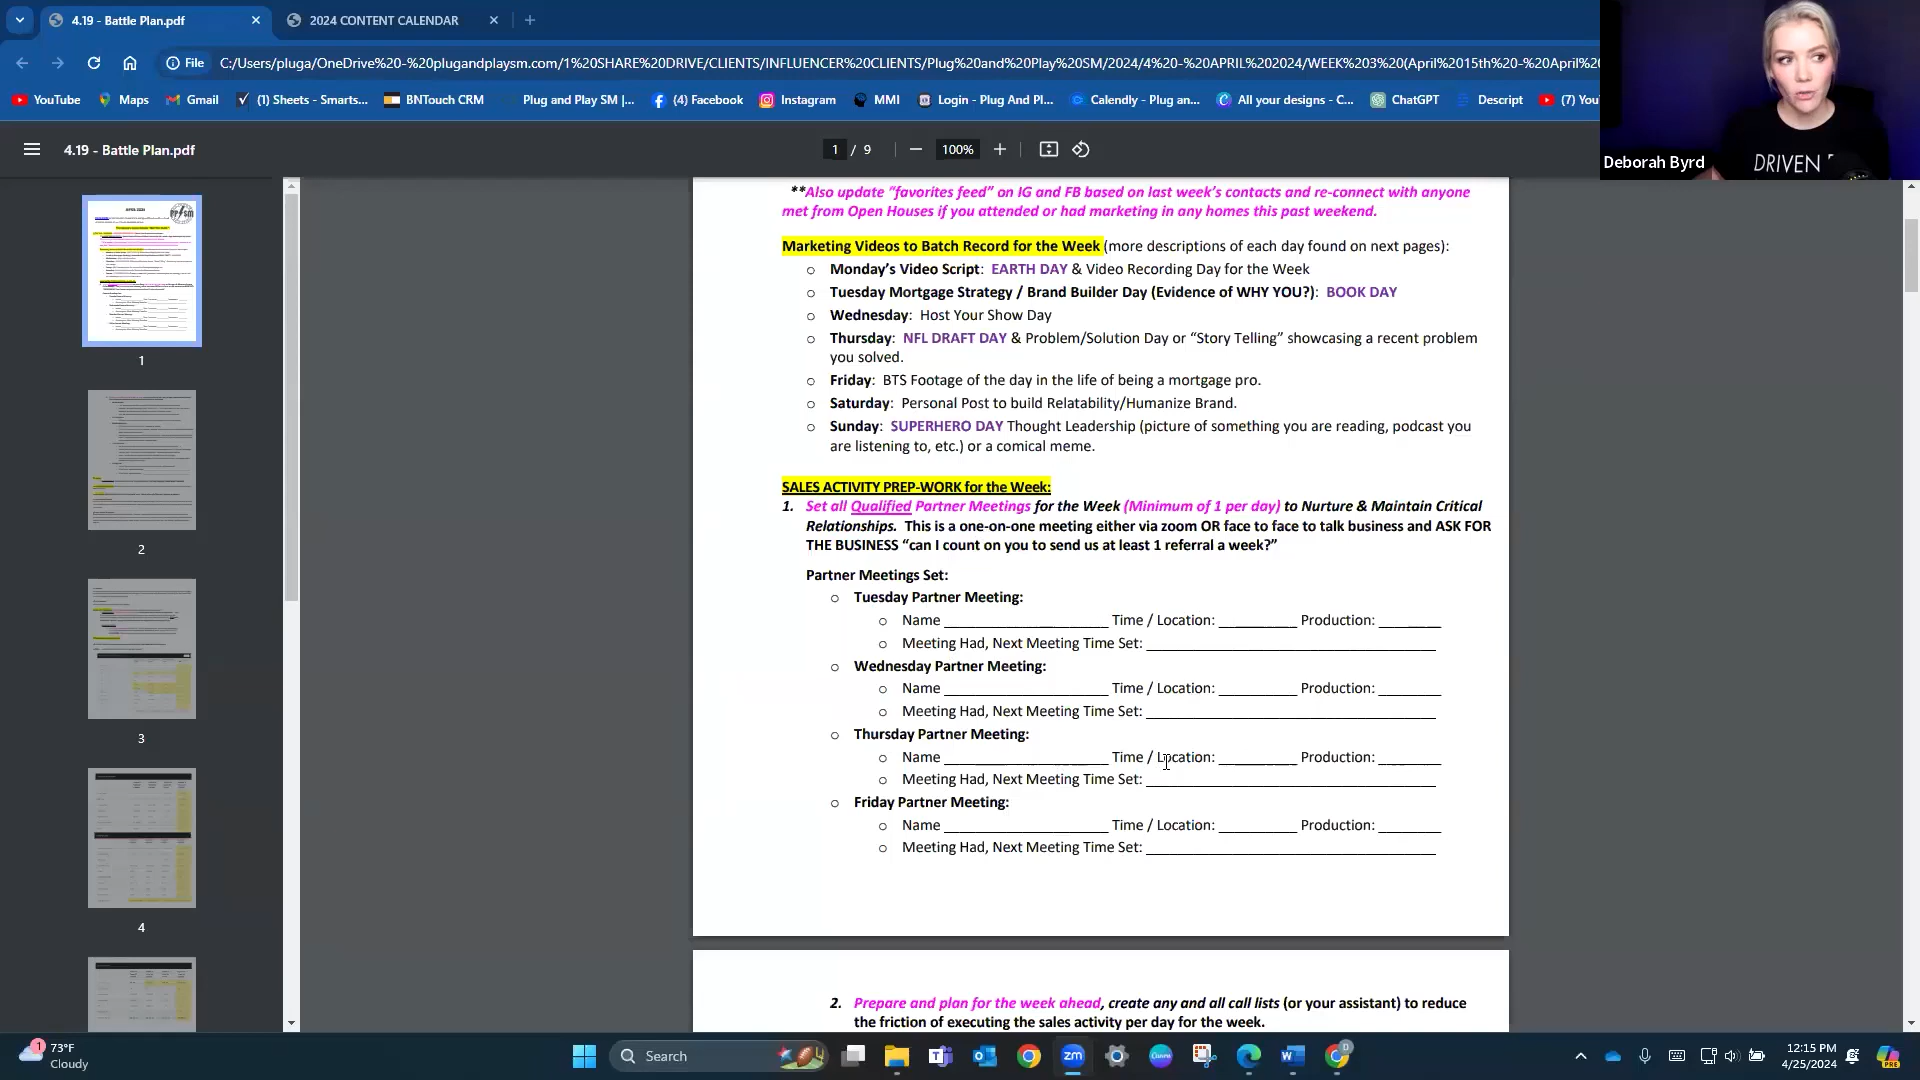 4.19 - Battle Plan.pdf
2024 CONTENT CALENDAR
File
C:/Users/pluga/OneDrive%20-%20plugandplaysm.com/1%20SHARE%20DRIVE/CLIENTS/INFLUENCER%20CLIENTS/Plug%20and%20Play%20SM/2024/4%20-%20APRIL%202024/WEEK%203%20(April%2015th%20-%20April%20
YouTube
Maps
Gmail
(1) Sheets - Smarts...
BNTouch CRM
Plug and Play SM |...
(4) Facebook
Instagram
MMI
Login - Plug And Pl...
Calendly - Plug an...
All your designs - C...
ChatGPT
Descript
(7) You
DRIVEN
Deborah Byrd
4.19 - Battle Plan.pdf
1 / 9
100%
1
2
3
4
**Also update “favorites feed” on IG and FB based on last week’s contacts and re-connect with anyone
met from Open Houses if you attended or had marketing in any homes this past weekend.
Marketing Videos to Batch Record for the Week (more descriptions of each day found on next pages):
o Monday’s Video Script: EARTH DAY & Video Recording Day for the Week
o Tuesday Mortgage Strategy / Brand Builder Day (Evidence of WHY YOU?): BOOK DAY
o Wednesday: Host Your Show Day
o Thursday: NFL DRAFT DAY & Problem/Solution Day or “Story Telling” showcasing a recent problem
you solved.
o Friday: BTS Footage of the day in the life of being a mortgage pro.
o Saturday: Personal Post to build Relatability/Humanize Brand.
o Sunday: SUPERHERO DAY Thought Leadership (picture of something you are reading, podcast you
are listening to, etc.) or a comical meme.
SALES ACTIVITY PREP-WORK for the Week:
1. Set all Qualified Partner Meetings for the Week (Minimum of 1 per day) to Nurture & Maintain Critical
Relationships. This is a one-on-one meeting either via zoom OR face to face to talk business and ASK FOR
THE BUSINESS “can I count on you to send us at least 1 referral a week?”
Partner Meetings Set:
o Tuesday Partner Meeting:
o Name _____________________ Time / Location: __________ Production: ________
o Meeting Had, Next Meeting Time Set: _____________________________________
o Wednesday Partner Meeting:
o Name _____________________ Time / Location: __________ Production: ________
o Meeting Had, Next Meeting Time Set: _____________________________________
o Thursday Partner Meeting:
o Name _____________________ Time / Location: __________ Production: ________
o Meeting Had, Next Meeting Time Set: _____________________________________
o Friday Partner Meeting:
o Name _____________________ Time / Location: __________ Production: ________
o Meeting Had, Next Meeting Time Set: _____________________________________
2. Prepare and plan for the week ahead, create any and all call lists (or your assistant) to reduce
the friction of executing the sales activity per day for the week.
1
73°F
Cloudy
Search
zm
12:15 PM
4/25/2024